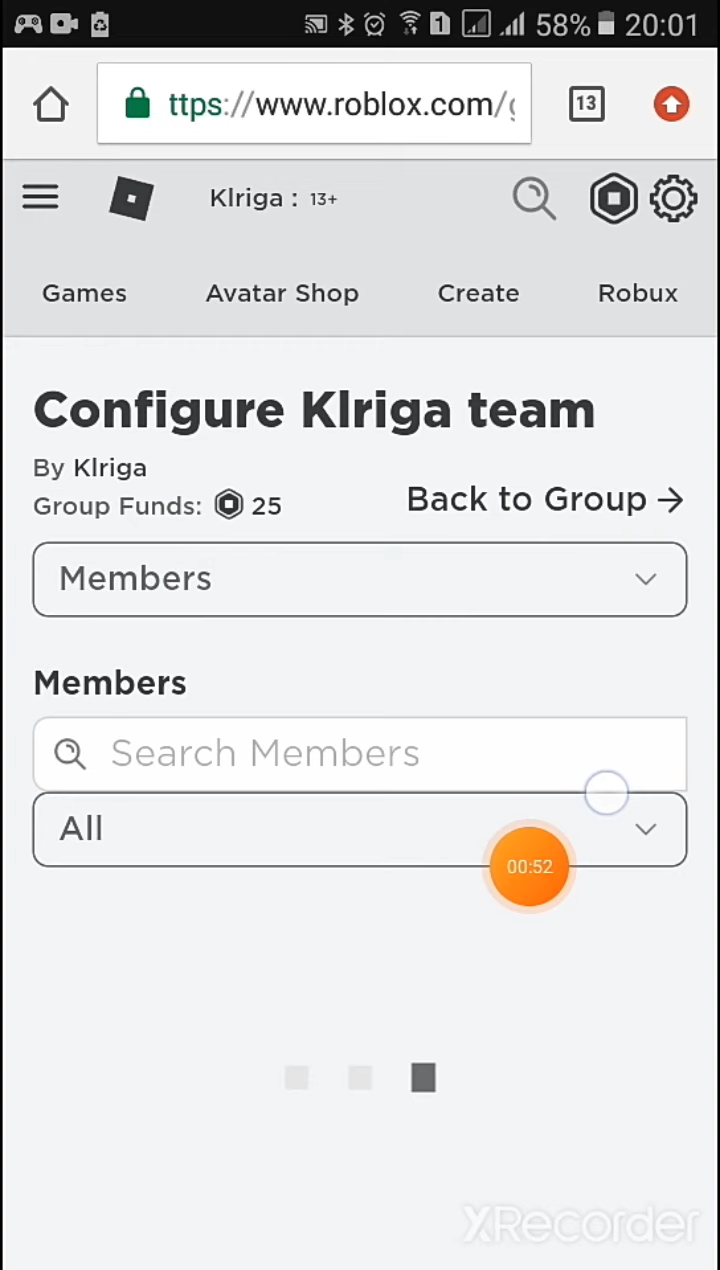 58% 20:01
ttps://www.roblox.com/
13
Klriga : 13+
Games Avatar Shop Create Robux
Configure Klriga team
By Klriga
Group Funds: 25
Back to Group →
Members
Members
Search Members
All
00:52
XRecorder